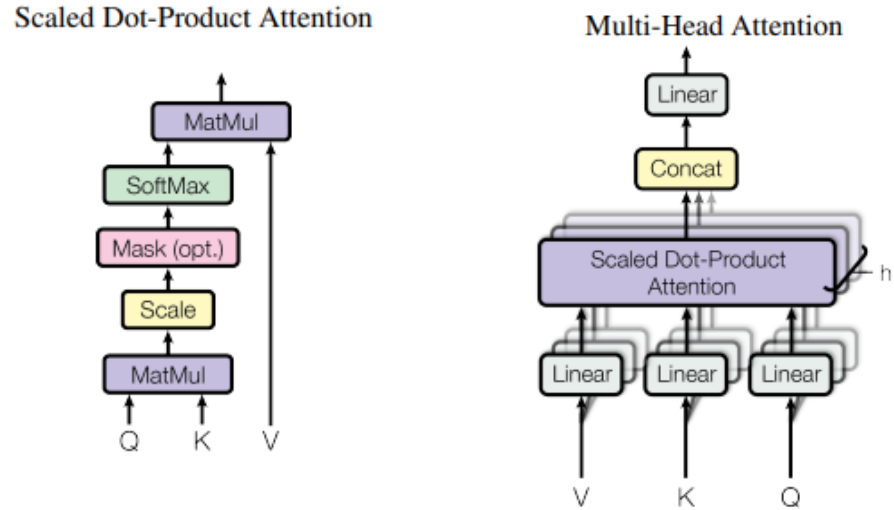 Scaled Dot-Product Attention
MatMul
SoftMax
Mask (opt.)
Scale
MatMul
Q K V
Multi-Head Attention
Linear
Concat
Scaled Dot-Product
Attention
h
Linear Linear Linear
V K Q